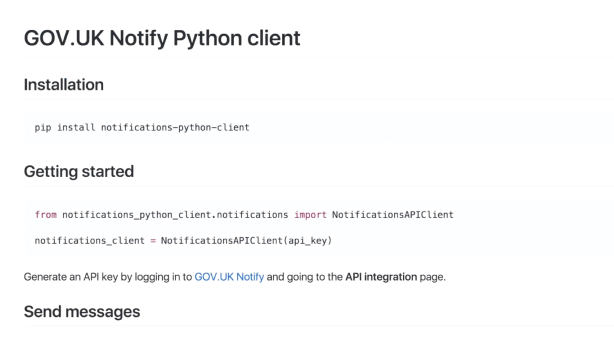 GOV.UK Notify Python client
Installation
pip install notifications-python-client
Getting started
from notifications_python_client.notifications import NotificationsAPIClient
notifications_client = NotificationsAPIClient(api_key)
Generate an API key by logging in to GOV.UK Notify and going to the API integration page.
Send messages